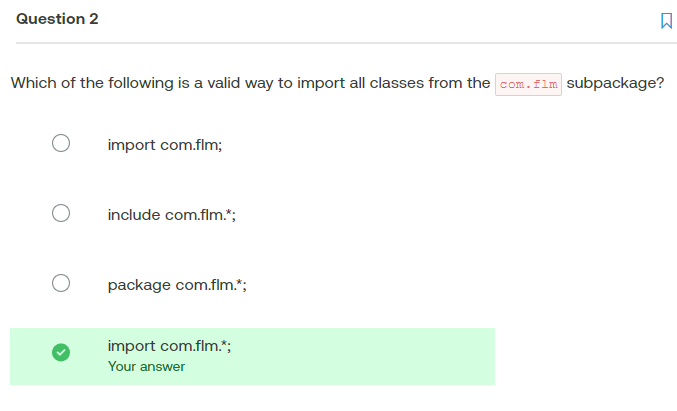 Question 2
Which of the following is a valid way to import all classes from the com.flm subpackage?
import com.flm;
include com.flm.*;
package com.flm.*;
import com.flm.*;
Your answer